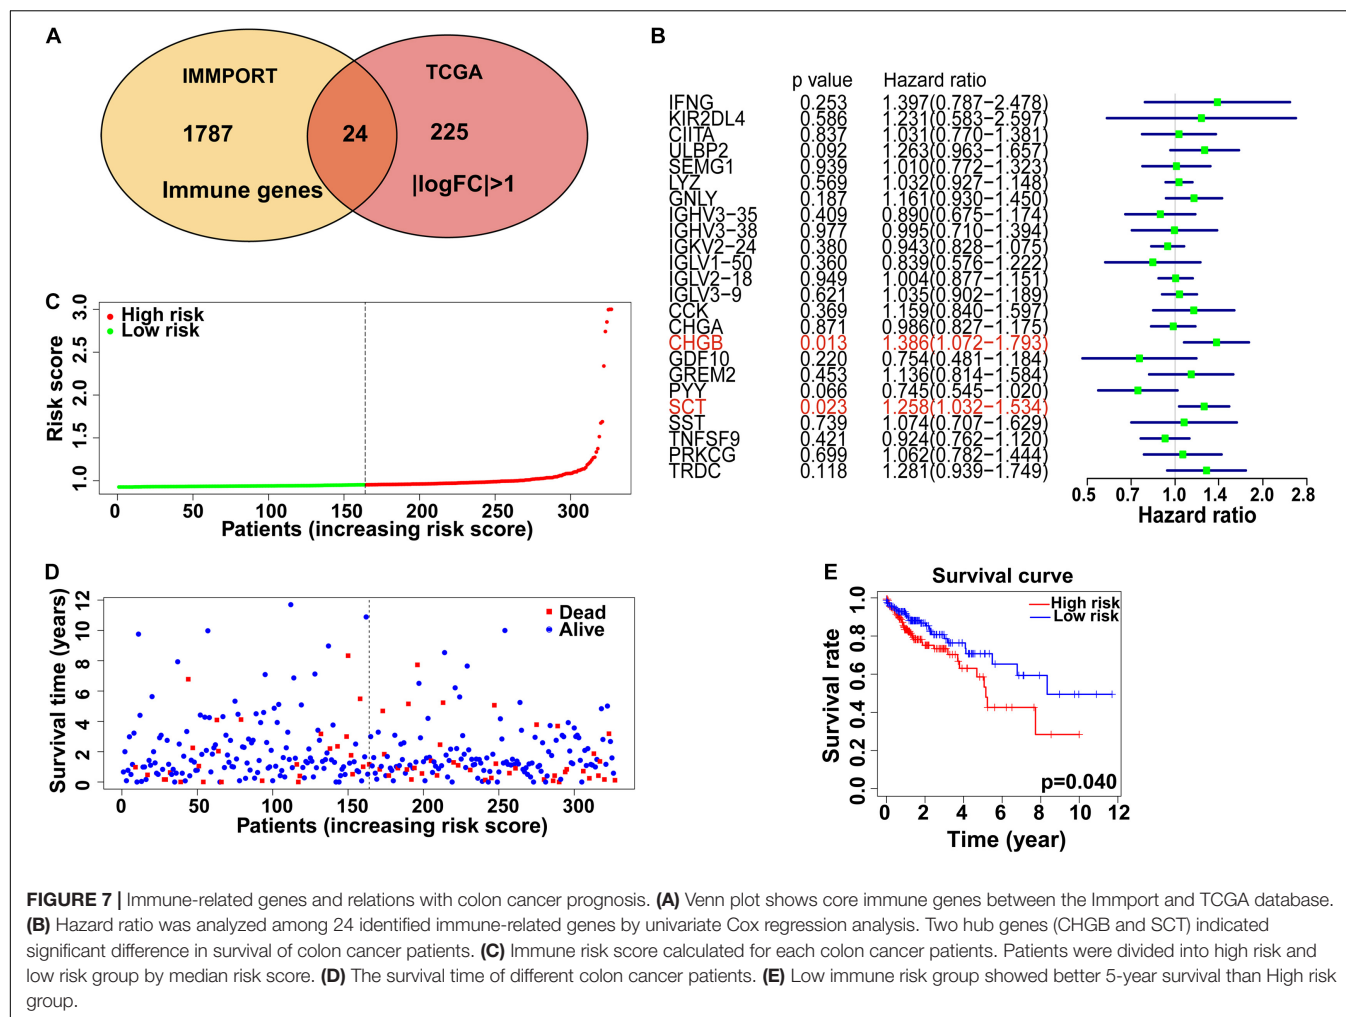 A
IMMPORT
TCGA
1787
24
225
Immune genes
|logFC|>1
B
p value Hazard ratio
IFNG 0.253 1.397(0.787−2.478)
KIR2DL4 0.586 1.231(0.583−2.597)
CIITA 0.837 1.031(0.770−1.381)
ULBP2 0.092 1.263(0.963−1.657)
SEMG1 0.939 1.010(0.772−1.323)
LYZ 0.569 1.032(0.927−1.148)
GNLY 0.187 1.161(0.930−1.450)
IGHV3−35 0.409 0.890(0.675−1.174)
IGHV3−38 0.977 0.995(0.710−1.394)
IGKV2−24 0.380 0.943(0.828−1.075)
IGLV1−50 0.360 0.839(0.576−1.222)
IGLV2−18 0.949 1.004(0.877−1.151)
IGLV3−9 0.621 1.035(0.902−1.189)
CCK 0.369 1.159(0.840−1.597)
CHGA 0.871 0.986(0.827−1.175)
CHGB 0.013 1.386(1.072−1.793)
GDF10 0.220 0.754(0.481−1.184)
GREM2 0.453 1.136(0.814−1.584)
PYY 0.066 0.745(0.545−1.020)
SCT 0.023 1.258(1.032−1.534)
SST 0.739 1.074(0.707−1.629)
TNFSF9 0.421 0.924(0.762−1.120)
PRKCG 0.699 1.062(0.782−1.444)
TRDC 0.118 1.281(0.939−1.749)
0.5 0.7 1.0 1.4 2.0 2.8
Hazard ratio
C
High risk
Low risk
Risk score
3.0
2.5
2.0
1.5
1.0
0 50 100 150 200 250 300
Patients (increasing risk score)
D
Dead
Alive
Survival time (years)
12
10
8
6
4
2
0
0 50 100 150 200 250 300
Patients (increasing risk score)
E
Survival curve
High risk
Low risk
Survival rate
1.0
0.8
0.6
0.4
0.2
0.0
p=0.040
0 2 4 6 8 10 12
Time (year)
FIGURE 7 | Immune-related genes and relations with colon cancer prognosis. (A) Venn plot shows core immune genes between the Immport and TCGA database.
(B) Hazard ratio was analyzed among 24 identified immune-related genes by univariate Cox regression analysis. Two hub genes (CHGB and SCT) indicated
significant difference in survival of colon cancer patients. (C) Immune risk score calculated for each colon cancer patients. Patients were divided into high risk and
low risk group by median risk score. (D) The survival time of different colon cancer patients. (E) Low immune risk group showed better 5-year survival than High risk
group.